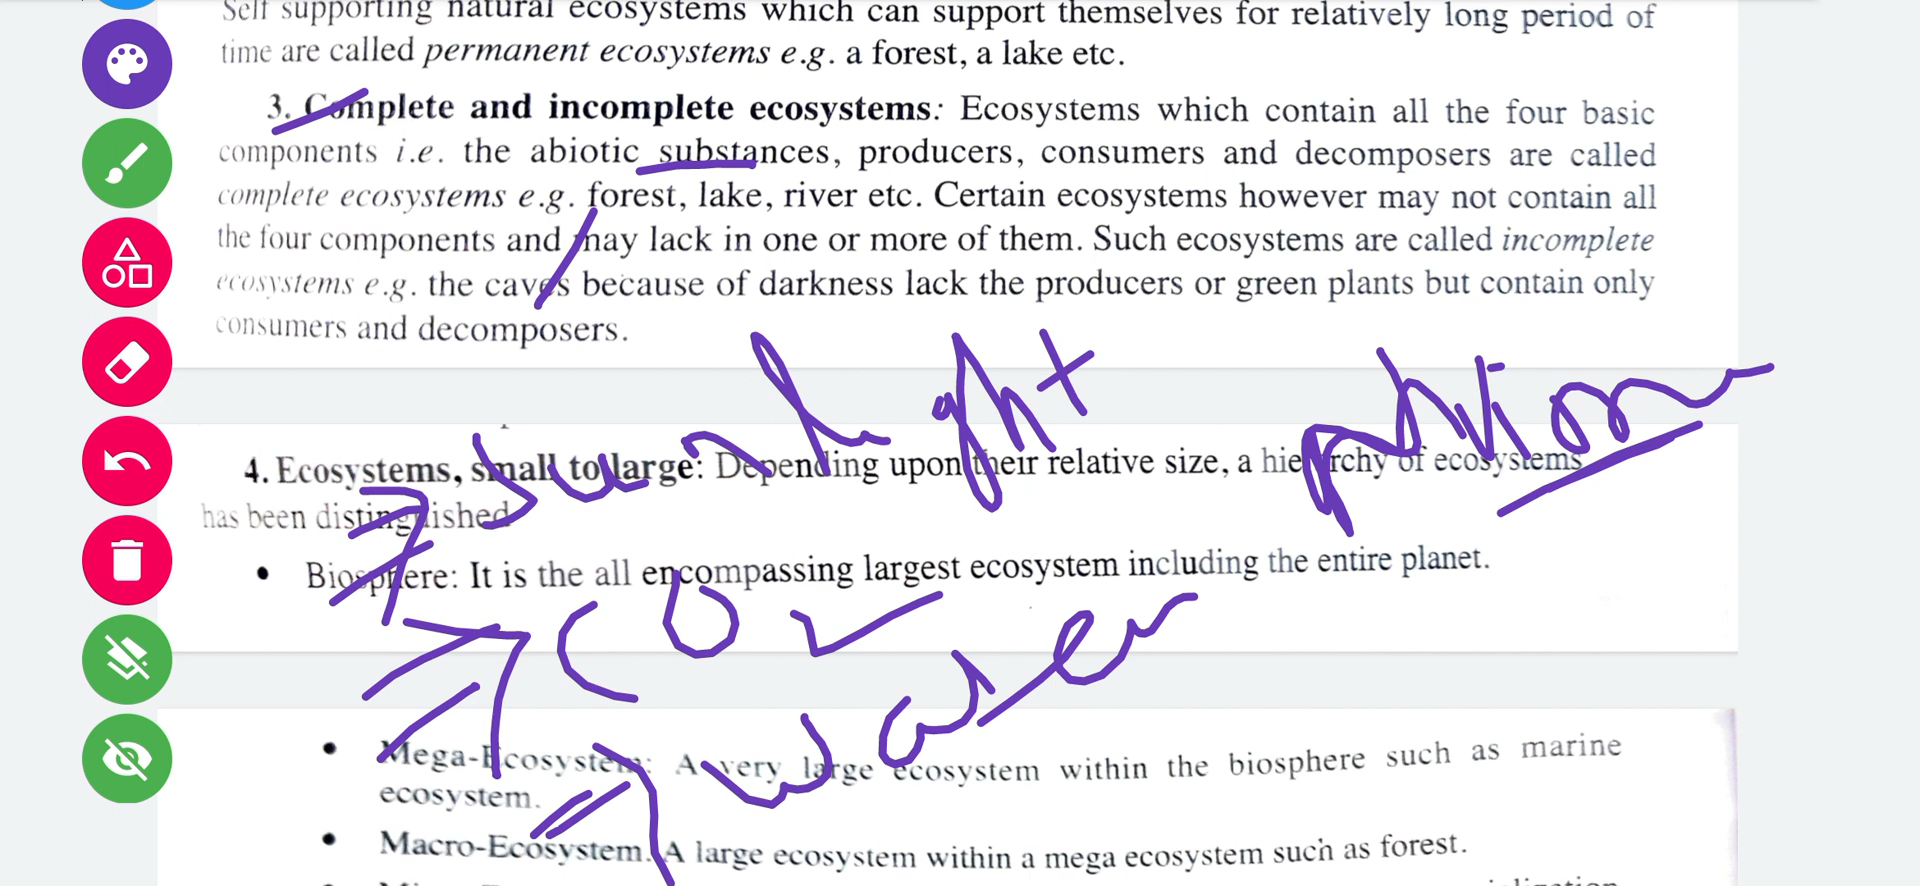 Self supporting natural ecosystems which can support themselves for relatively long period of
time are called permanent ecosystems e.g. a forest, a lake etc.
3. Complete and incomplete ecosystems: Ecosystems which contain all the four basic
components i.e. the abiotic substances, producers, consumers and decomposers are called
complete ecosystems e.g. forest, lake, river etc. Certain ecosystems however may not contain all
the four components and may lack in one or more of them. Such ecosystems are called incomplete
ecosystems e.g. the caves because of darkness lack the producers or green plants but contain only
consumers and decomposers.
sunlight
4. Ecosystems, small to large: Depending upon their relative size, a hierarchy of ecosystems
has been distinguished
Biosphere: It is the all encompassing largest ecosystem including the entire planet.
CO2
water
Mega-Ecosystem: A very large ecosystem within the biosphere such as marine
ecosystem.
Macro-Ecosystem. A large ecosystem within a mega ecosystem such as forest.